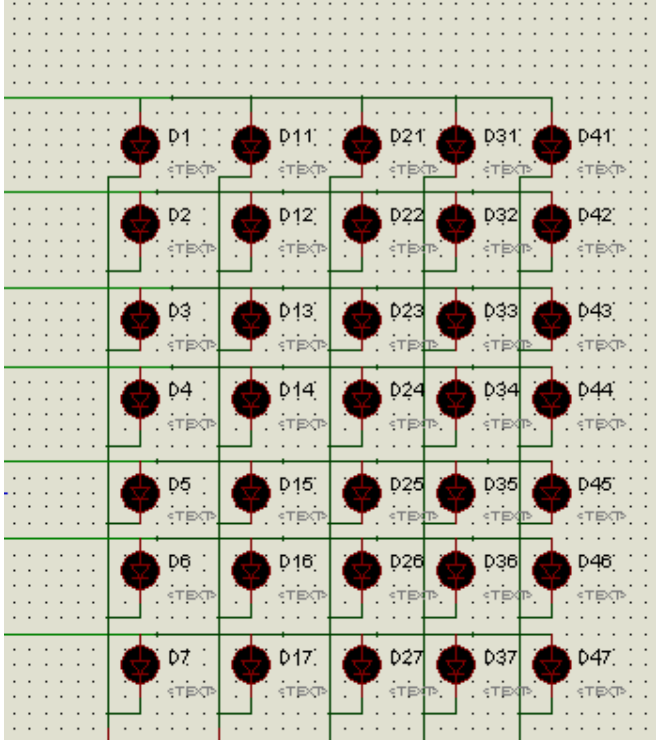 D1 D11 D21 D31 D41
<TEXT> <TEXT> <TEXT> <TEXT> <TEXT>
D2 D12 D22 D32 D42
<TEXT> <TEXT> <TEXT> <TEXT> <TEXT>
D3 D13 D23 D33 D43
<TEXT> <TEXT> <TEXT> <TEXT> <TEXT>
D4 D14 D24 D34 D44
<TEXT> <TEXT> <TEXT> <TEXT> <TEXT>
D5 D15 D25 D35 D45
<TEXT> <TEXT> <TEXT> <TEXT> <TEXT>
D6 D16 D26 D36 D46
<TEXT> <TEXT> <TEXT> <TEXT> <TEXT>
D7 D17 D27 D37 D47
<TEXT> <TEXT> <TEXT> <TEXT> <TEXT>